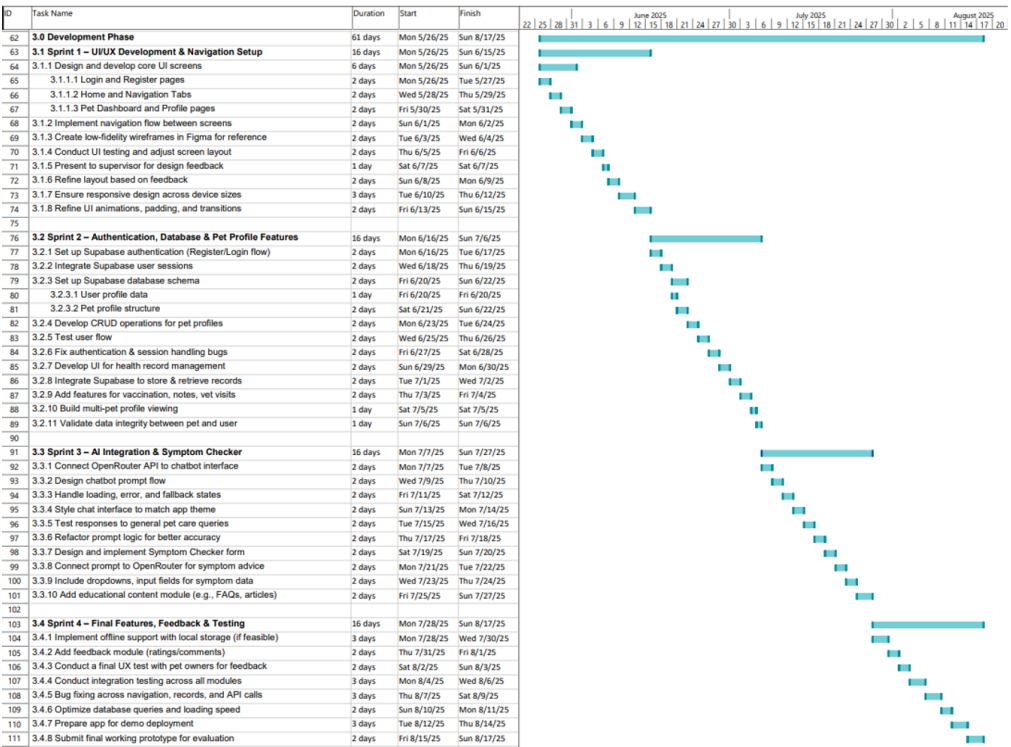 ID Task Name Duration Start Finish
June 2025 July 2025 August 2025
22 25 28 31 3 6 9 12 15 18 21 24 27 30 3 6 9 12 15 18 21 24 27 30 2 5 8 11 14 17 20
62 3.0 Development Phase 61 days Mon 5/26/25 Sun 8/17/25
63 3.1 Sprint 1 – UI/UX Development & Navigation Setup 16 days Mon 5/26/25 Sun 6/15/25
64 3.1.1 Design and develop core UI screens 6 days Mon 5/26/25 Sun 6/1/25
65 3.1.1.1 Login and Register pages 2 days Mon 5/26/25 Tue 5/27/25
66 3.1.1.2 Home and Navigation Tabs 2 days Wed 5/28/25 Thu 5/29/25
67 3.1.1.3 Pet Dashboard and Profile pages 2 days Fri 5/30/25 Sat 5/31/25
68 3.1.2 Implement navigation flow between screens 2 days Sun 6/1/25 Mon 6/2/25
69 3.1.3 Create low-fidelity wireframes in Figma for reference 2 days Tue 6/3/25 Wed 6/4/25
70 3.1.4 Conduct UI testing and adjust screen layout 2 days Thu 6/5/25 Fri 6/6/25
71 3.1.5 Present to supervisor for design feedback 1 day Sat 6/7/25 Sat 6/7/25
72 3.1.6 Refine layout based on feedback 2 days Sun 6/8/25 Mon 6/9/25
73 3.1.7 Ensure responsive design across device sizes 3 days Tue 6/10/25 Thu 6/12/25
74 3.1.8 Refine UI animations, padding, and transitions 2 days Fri 6/13/25 Sun 6/15/25
75
76 3.2 Sprint 2 – Authentication, Database & Pet Profile Features 16 days Mon 6/16/25 Sun 7/6/25
77 3.2.1 Set up Supabase authentication (Register/Login flow) 2 days Mon 6/16/25 Tue 6/17/25
78 3.2.2 Integrate Supabase user sessions 2 days Wed 6/18/25 Thu 6/19/25
79 3.2.3 Set up Supabase database schema 2 days Fri 6/20/25 Sun 6/22/25
80 3.2.3.1 User profile data 1 day Fri 6/20/25 Fri 6/20/25
81 3.2.3.2 Pet profile structure 2 days Sat 6/21/25 Sun 6/22/25
82 3.2.4 Develop CRUD operations for pet profiles 2 days Mon 6/23/25 Tue 6/24/25
83 3.2.5 Test user flow 2 days Wed 6/25/25 Thu 6/26/25
84 3.2.6 Fix authentication & session handling bugs 2 days Fri 6/27/25 Sat 6/28/25
85 3.2.7 Develop UI for health record management 2 days Sun 6/29/25 Mon 6/30/25
86 3.2.8 Integrate Supabase to store & retrieve records 2 days Tue 7/1/25 Wed 7/2/25
87 3.2.9 Add features for vaccination, notes, vet visits 2 days Thu 7/3/25 Fri 7/4/25
88 3.2.10 Build multi-pet profile viewing 1 day Sat 7/5/25 Sat 7/5/25
89 3.2.11 Validate data integrity between pet and user 1 day Sun 7/6/25 Sun 7/6/25
90
91 3.3 Sprint 3 – AI Integration & Symptom Checker 16 days Mon 7/7/25 Sun 7/27/25
92 3.3.1 Connect OpenRouter API to chatbot interface 2 days Mon 7/7/25 Tue 7/8/25
93 3.3.2 Design chatbot prompt flow 2 days Wed 7/9/25 Thu 7/10/25
94 3.3.3 Handle loading, error, and fallback states 2 days Fri 7/11/25 Sat 7/12/25
95 3.3.4 Style chat interface to match app theme 2 days Sun 7/13/25 Mon 7/14/25
96 3.3.5 Test responses to general pet care queries 2 days Tue 7/15/25 Wed 7/16/25
97 3.3.6 Refactor prompt logic for better accuracy 2 days Thu 7/17/25 Fri 7/18/25
98 3.3.7 Design and implement Symptom Checker form 2 days Sat 7/19/25 Sun 7/20/25
99 3.3.8 Connect prompt to OpenRouter for symptom advice 2 days Mon 7/21/25 Tue 7/22/25
100 3.3.9 Include dropdowns, input fields for symptom data 2 days Wed 7/23/25 Thu 7/24/25
101 3.3.10 Add educational content module (e.g., FAQs, articles) 2 days Fri 7/25/25 Sun 7/27/25
102
103 3.4 Sprint 4 – Final Features, Feedback & Testing 16 days Mon 7/28/25 Sun 8/17/25
104 3.4.1 Implement offline support with local storage (if feasible) 3 days Mon 7/28/25 Wed 7/30/25
105 3.4.2 Add feedback module (ratings/comments) 2 days Thu 7/31/25 Fri 8/1/25
106 3.4.3 Conduct a final UX test with pet owners for feedback 2 days Sat 8/2/25 Sun 8/3/25
107 3.4.4 Conduct integration testing across all modules 3 days Mon 8/4/25 Wed 8/6/25
108 3.4.5 Bug fixing across navigation, records, and API calls 3 days Thu 8/7/25 Sat 8/9/25
109 3.4.6 Optimize database queries and loading speed 2 days Sun 8/10/25 Mon 8/11/25
110 3.4.7 Prepare app for demo deployment 3 days Tue 8/12/25 Thu 8/14/25
111 3.4.8 Submit final working prototype for evaluation 2 days Fri 8/15/25 Sun 8/17/25